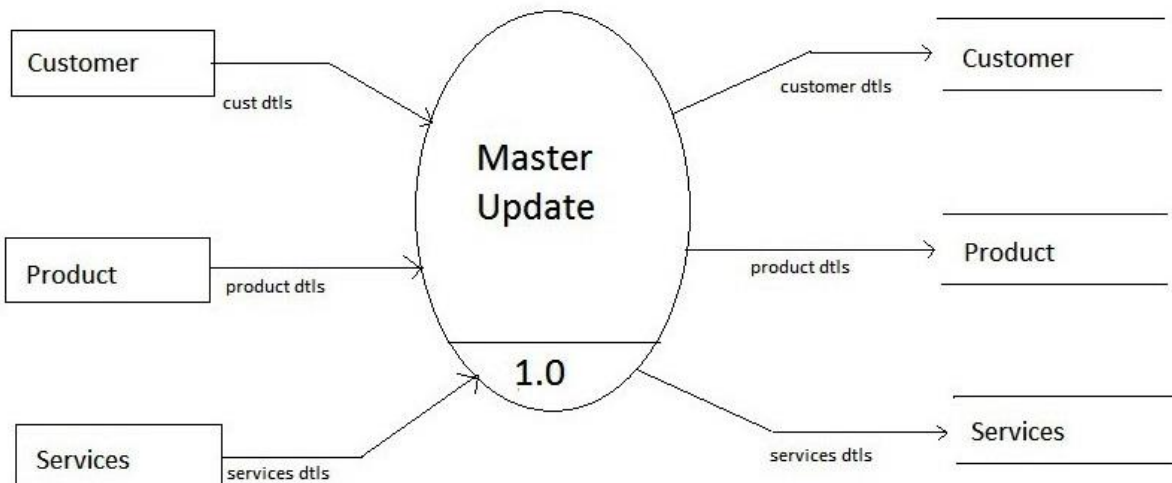 Customer
cust dtls
Product
product dtls
Services
services dtls
Master
Update
1.0
customer dtls
Customer
product dtls
Product
services dtls
Services